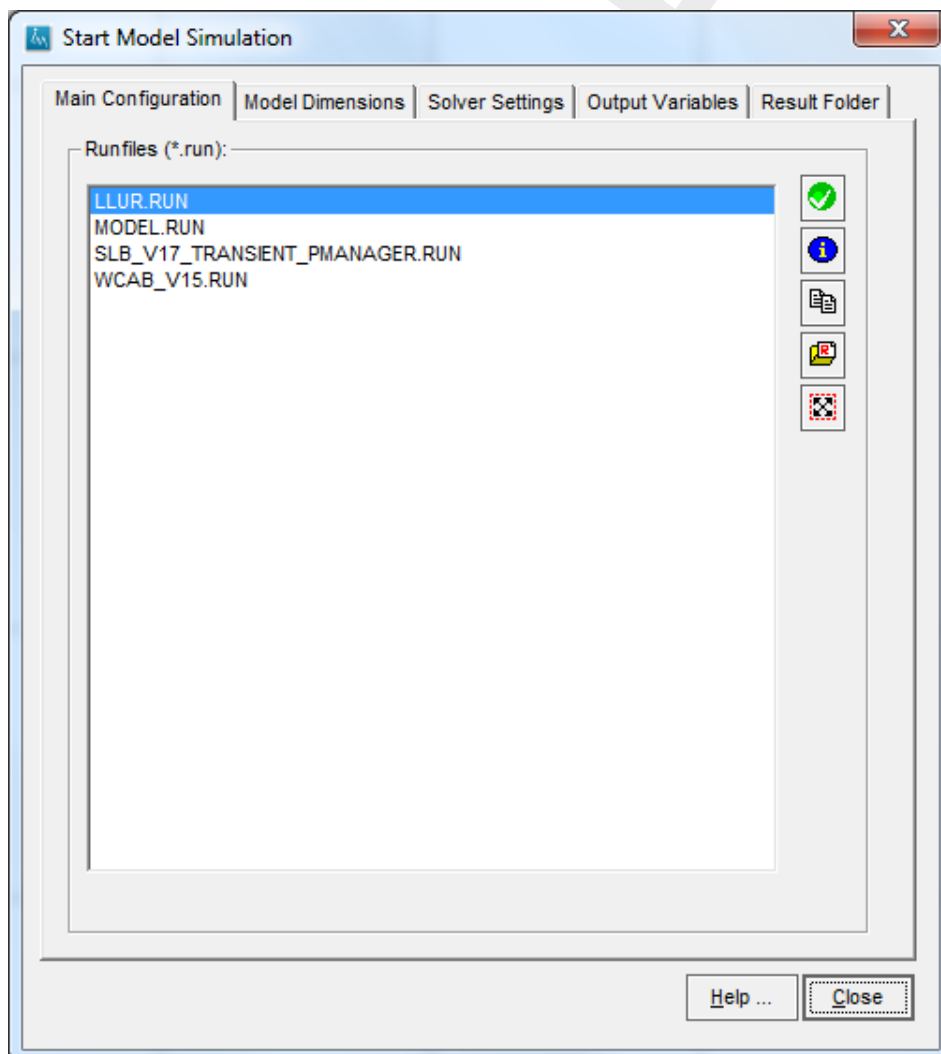 Start Model Simulation
Main Configuration Model Dimensions Solver Settings Output Variables Result Folder
Runfiles (*.run):
LLUR.RUN
MODEL.RUN
SLB_V17_TRANSIENT_PMANAGER.RUN
WCAB_V15.RUN
Help ... Close